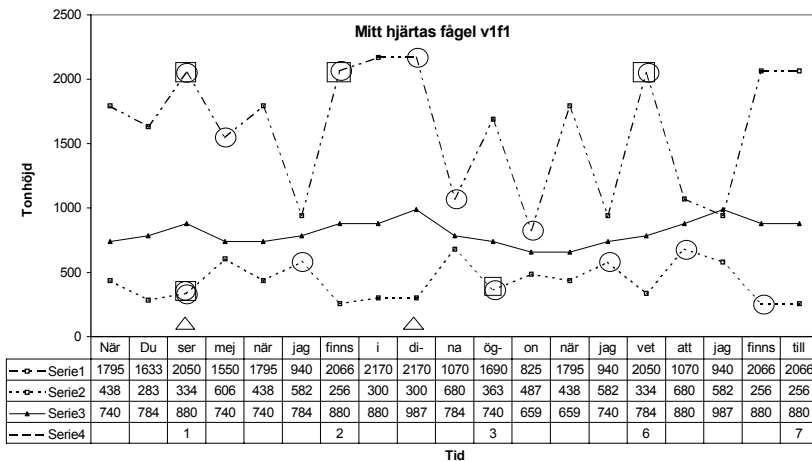 Mitt hjärtas fågel v1f1
2500
2000
1500
1000
500
0
Tonhöjd
När Du ser mej när jag finns i di- na ög- on när jag vet att jag finns till
Serie1 1795 1633 2050 1550 1795 940 2066 2170 2170 1070 1690 825 1795 940 2050 1070 940 2066 2066
Serie2 438 283 334 606 438 582 256 300 300 680 363 487 438 582 334 680 582 256 256
Serie3 740 784 880 740 740 784 880 880 987 784 740 659 659 740 784 880 987 880 880
Serie4 1 2 3 6 7
Tid